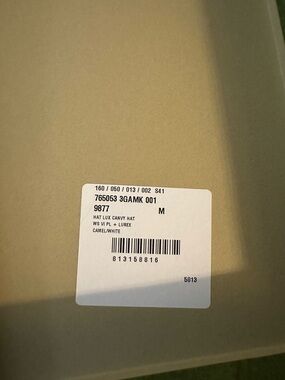 160 / 050 / 013 / 002 S41
765053 3GAMK 001
9877 M
HAT LUX CANVY HAT
WG VI PL + LUREX
CAMEL/WHITE
813158816
5013